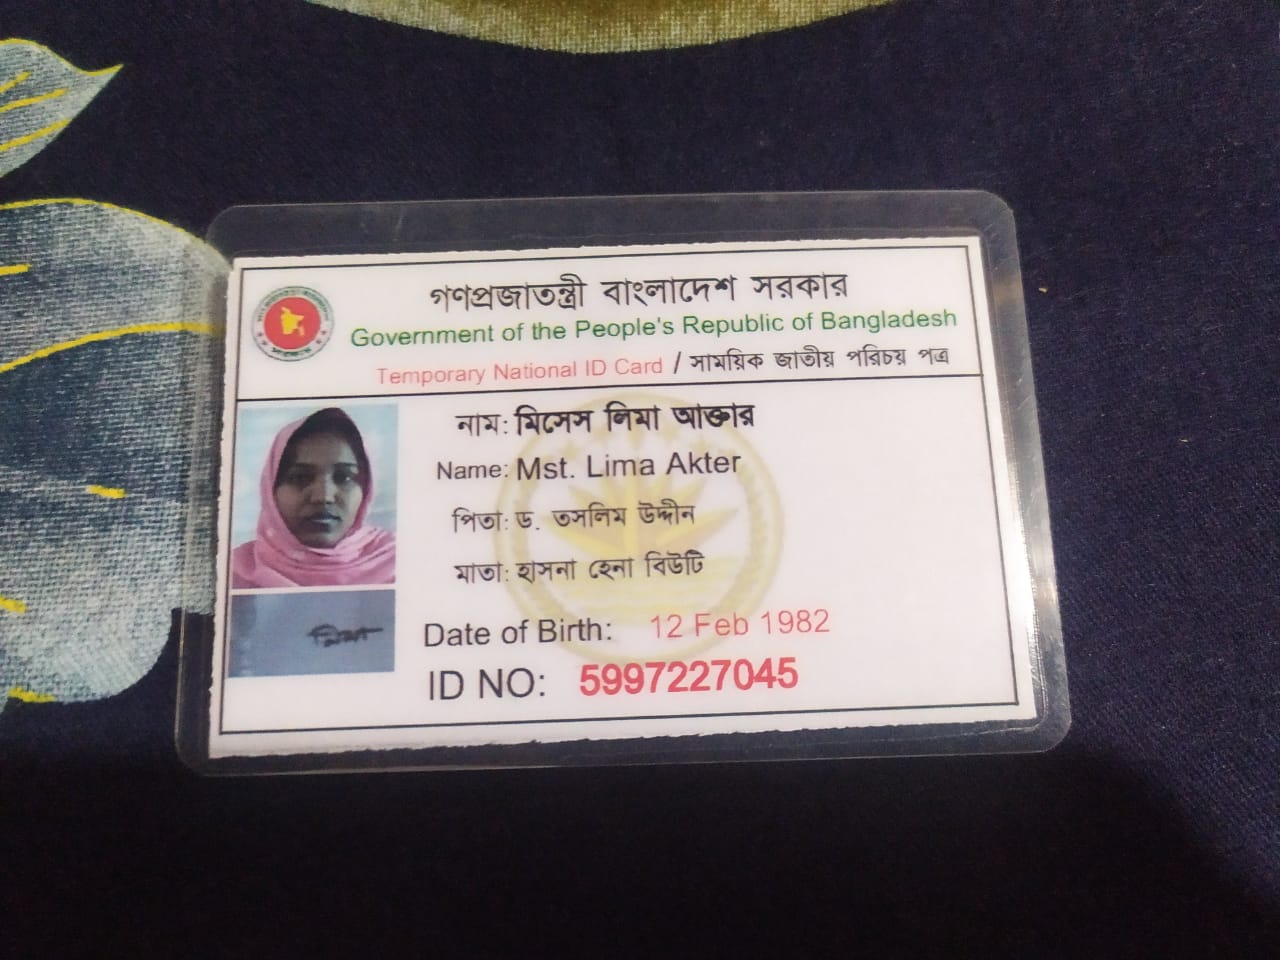 গণপ্রজাতন্ত্রী বাংলাদেশ সরকার
Government of the People's Republic of Bangladesh
Temporary National ID Card / সাময়িক জাতীয় পরিচয় পত্র
নাম: মিসেস লিমা আক্তার
Name: Mst. Lima Akter
পিতা: ড. তসলিম উদ্দীন
মাতা: হাসনা হেনা বিউটি
লিমা
Date of Birth: 12 Feb 1982
ID NO: 5997227045